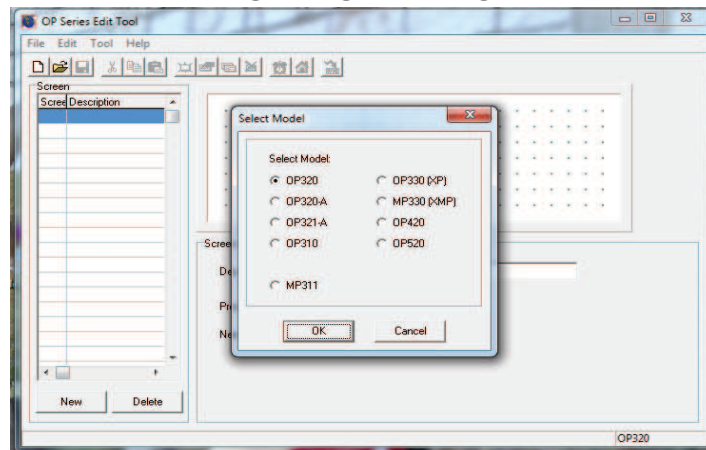 OP Series Edit Tool
File Edit Tool Help
Screen
Scree Description
Select Model
Select Model:
OP320
OP330 (XP)
OP320-A
MP330 (XMP)
OP321-A
OP420
OP310
OP520
MP311
OK
Cancel
Scree
De
Pr
Ne
New
Delete
OP320